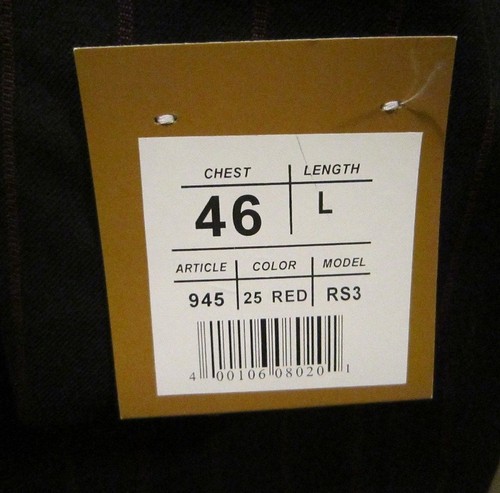 CHEST LENGTH
46 L
ARTICLE COLOR MODEL
945 25 RED RS3
4 00106 08020 1